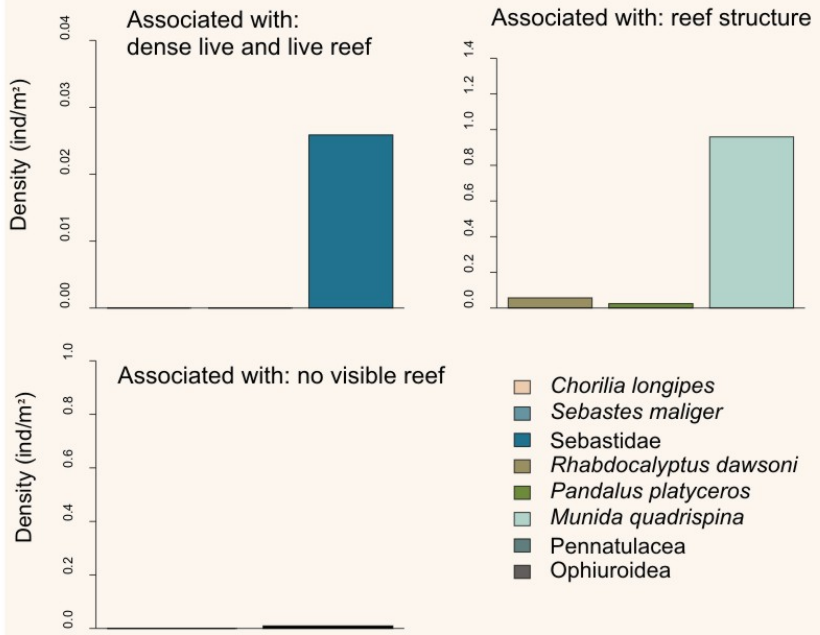 Associated with:
dense live and live reef
Density (ind/m²)
0.04
0.03
0.02
0.01
0.00
Associated with: reef structure
1.4
1.2
1.0
0.8
0.6
0.4
0.2
0.0
Associated with: no visible reef
Density (ind/m²)
1.0
0.8
0.6
0.4
0.2
0.0
Chorilia longipes
Sebastes maliger
Sebastidae
Rhabdocalyptus dawsoni
Pandalus platyceros
Munida quadrispina
Pennatulacea
Ophiuroidea